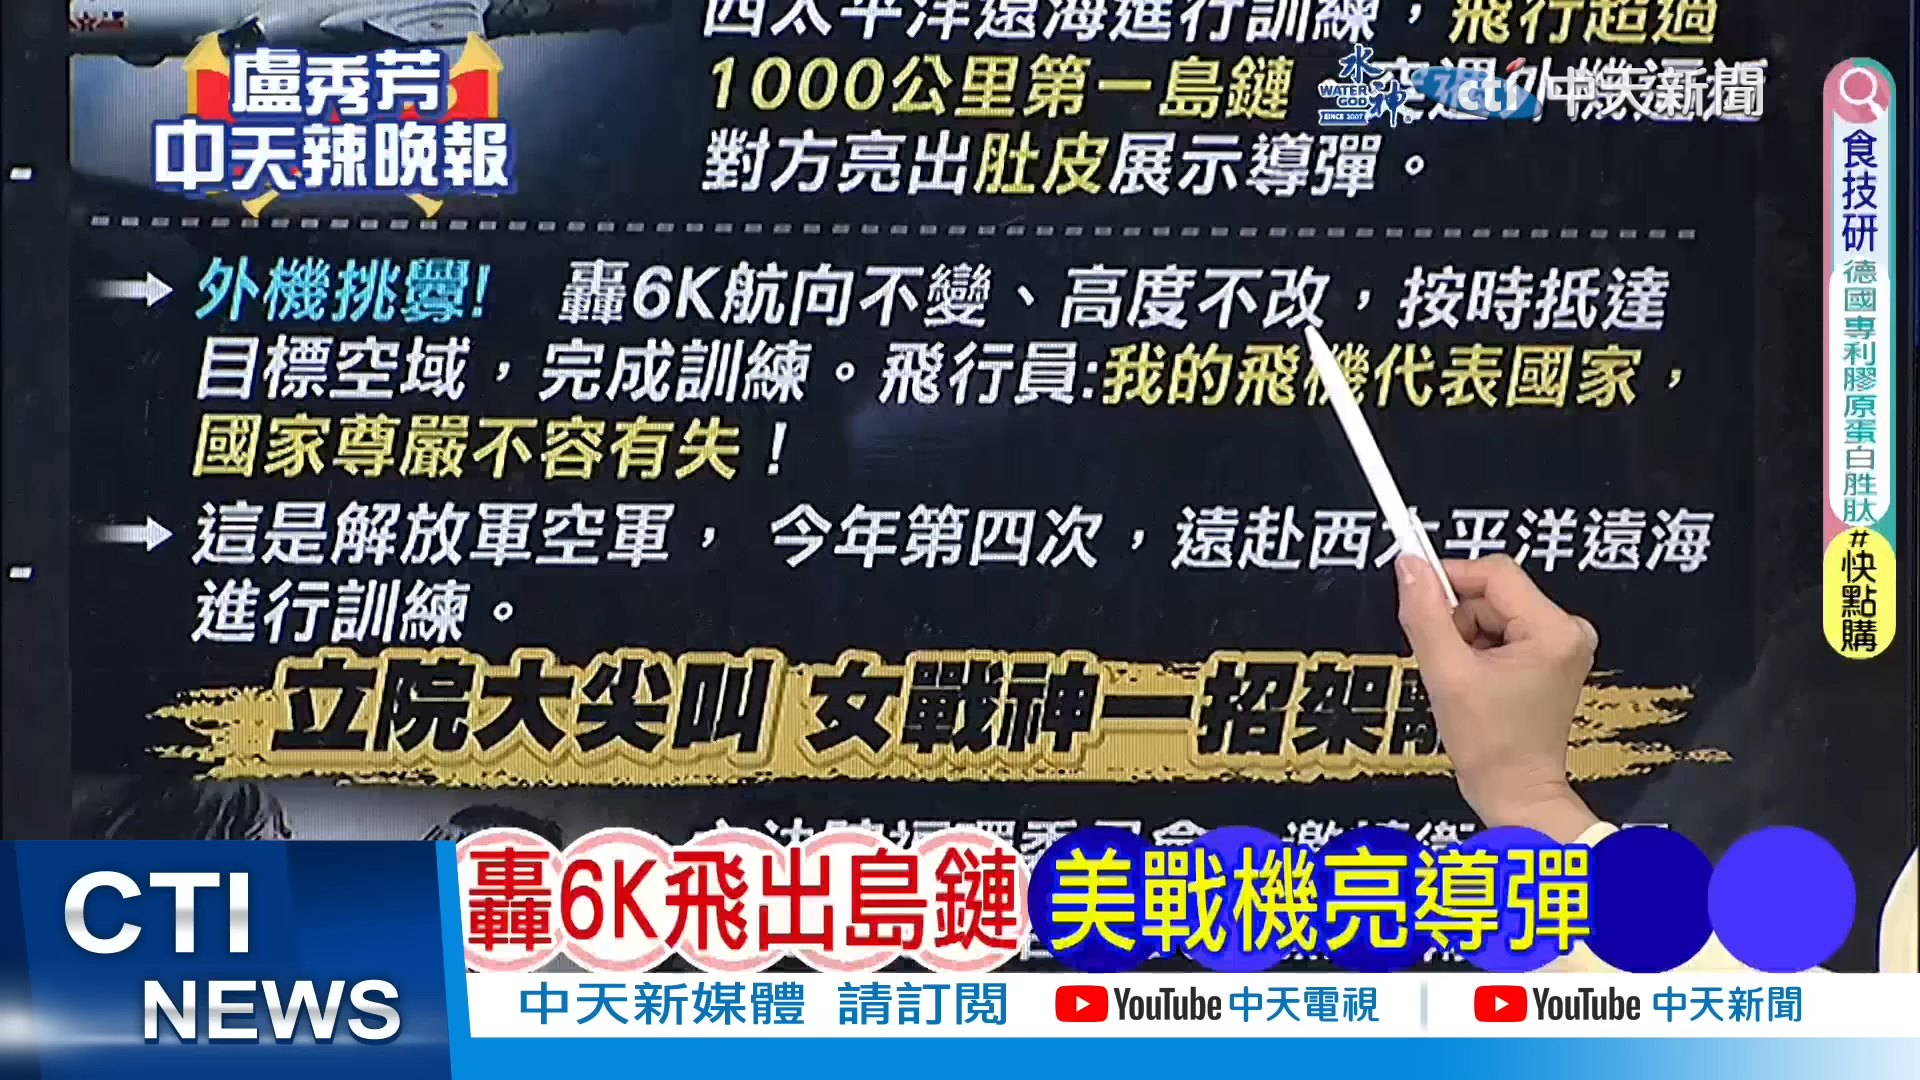 西太平洋遠海進行訓練，飛行超過
1000公里第一島鏈
對方亮出肚皮展示導彈。
盧秀芳
中天辣晚報
水神
WATER GOD
SINCE 2007
cti 中天新聞
外機挑釁! 轟6K航向不變、高度不改，按時抵達
目標空域，完成訓練。飛行員:我的飛機代表國家，
國家尊嚴不容有失！
這是解放軍空軍， 今年第四次，遠赴西太平洋遠海
進行訓練。
立院大尖叫 女戰神一招架
食技研
德國專利膠原蛋白胜肽
#快點購
轟6K飛出島鏈 美戰機亮導彈
CTI
NEWS
中天新媒體 請訂閱 YouTube 中天電視 YouTube 中天新聞